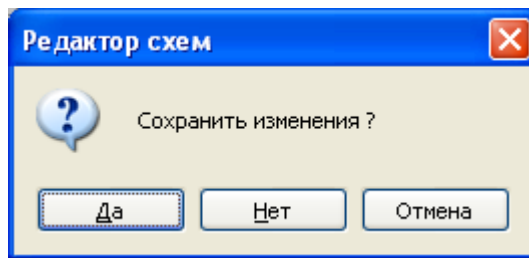 Редактор схем
Сохранить изменения ?
Да
Нет
Отмена